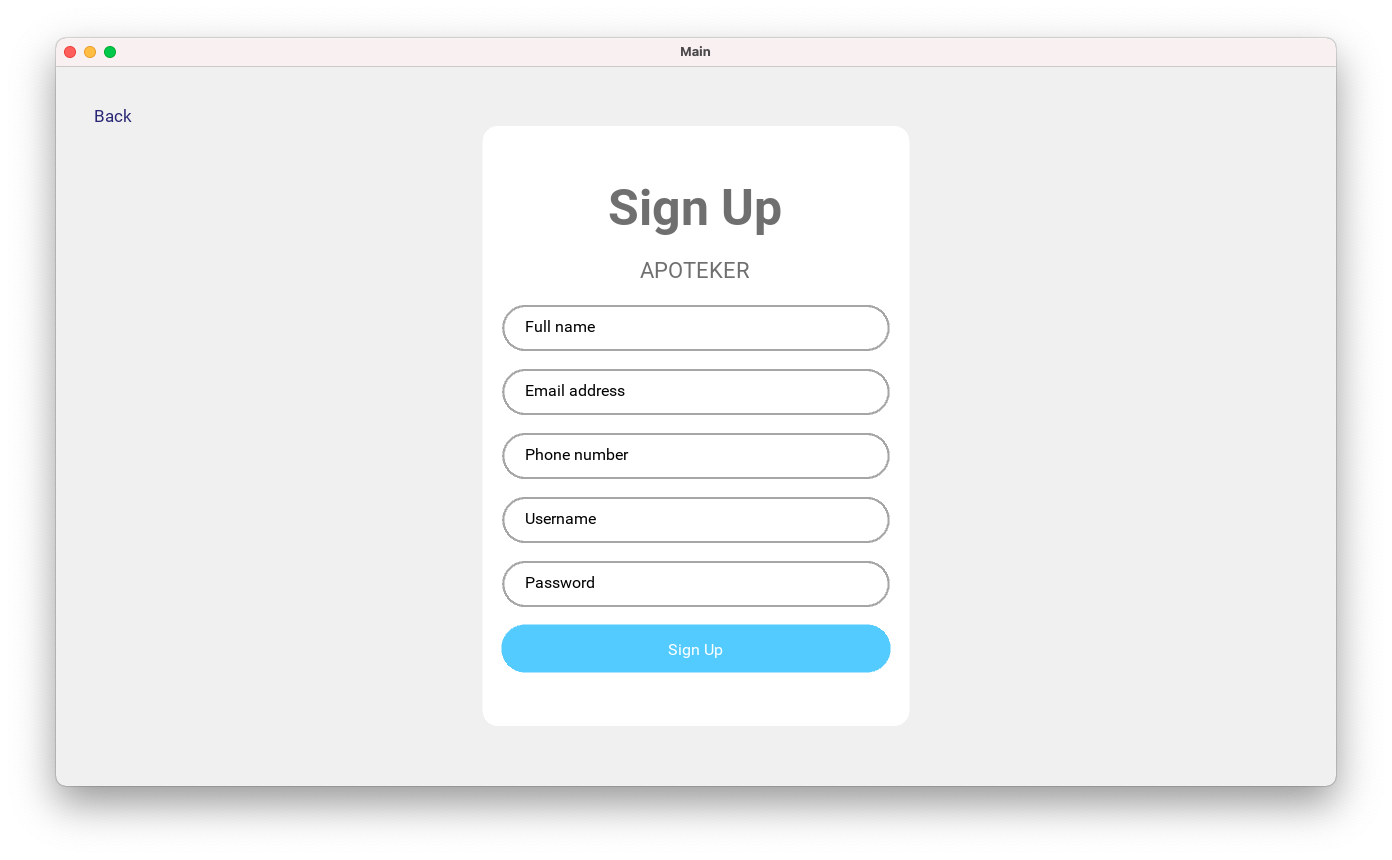 Main
Back
Sign Up
APOTEKER
Full name
Email address
Phone number
Username
Password
Sign Up